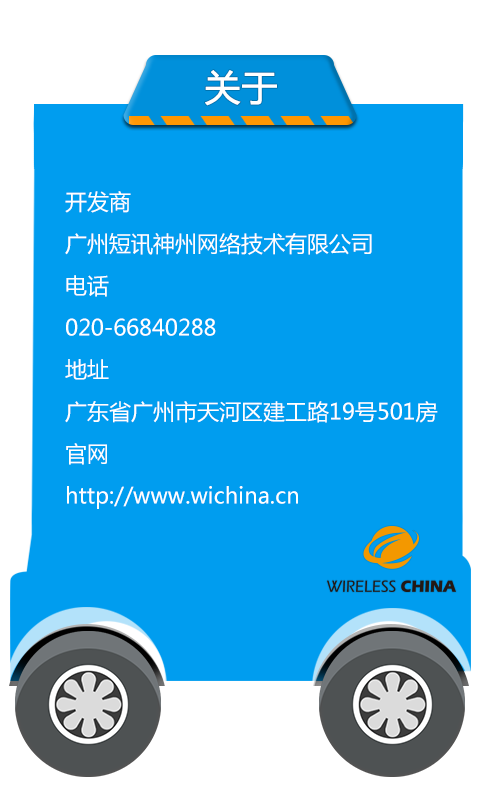 关于
开发商
广州短讯神州网络技术有限公司
电话
020-66840288
地址
广东省广州市天河区建工路19号501房
官网
http://www.wichina.cn
WIRELESS CHINA